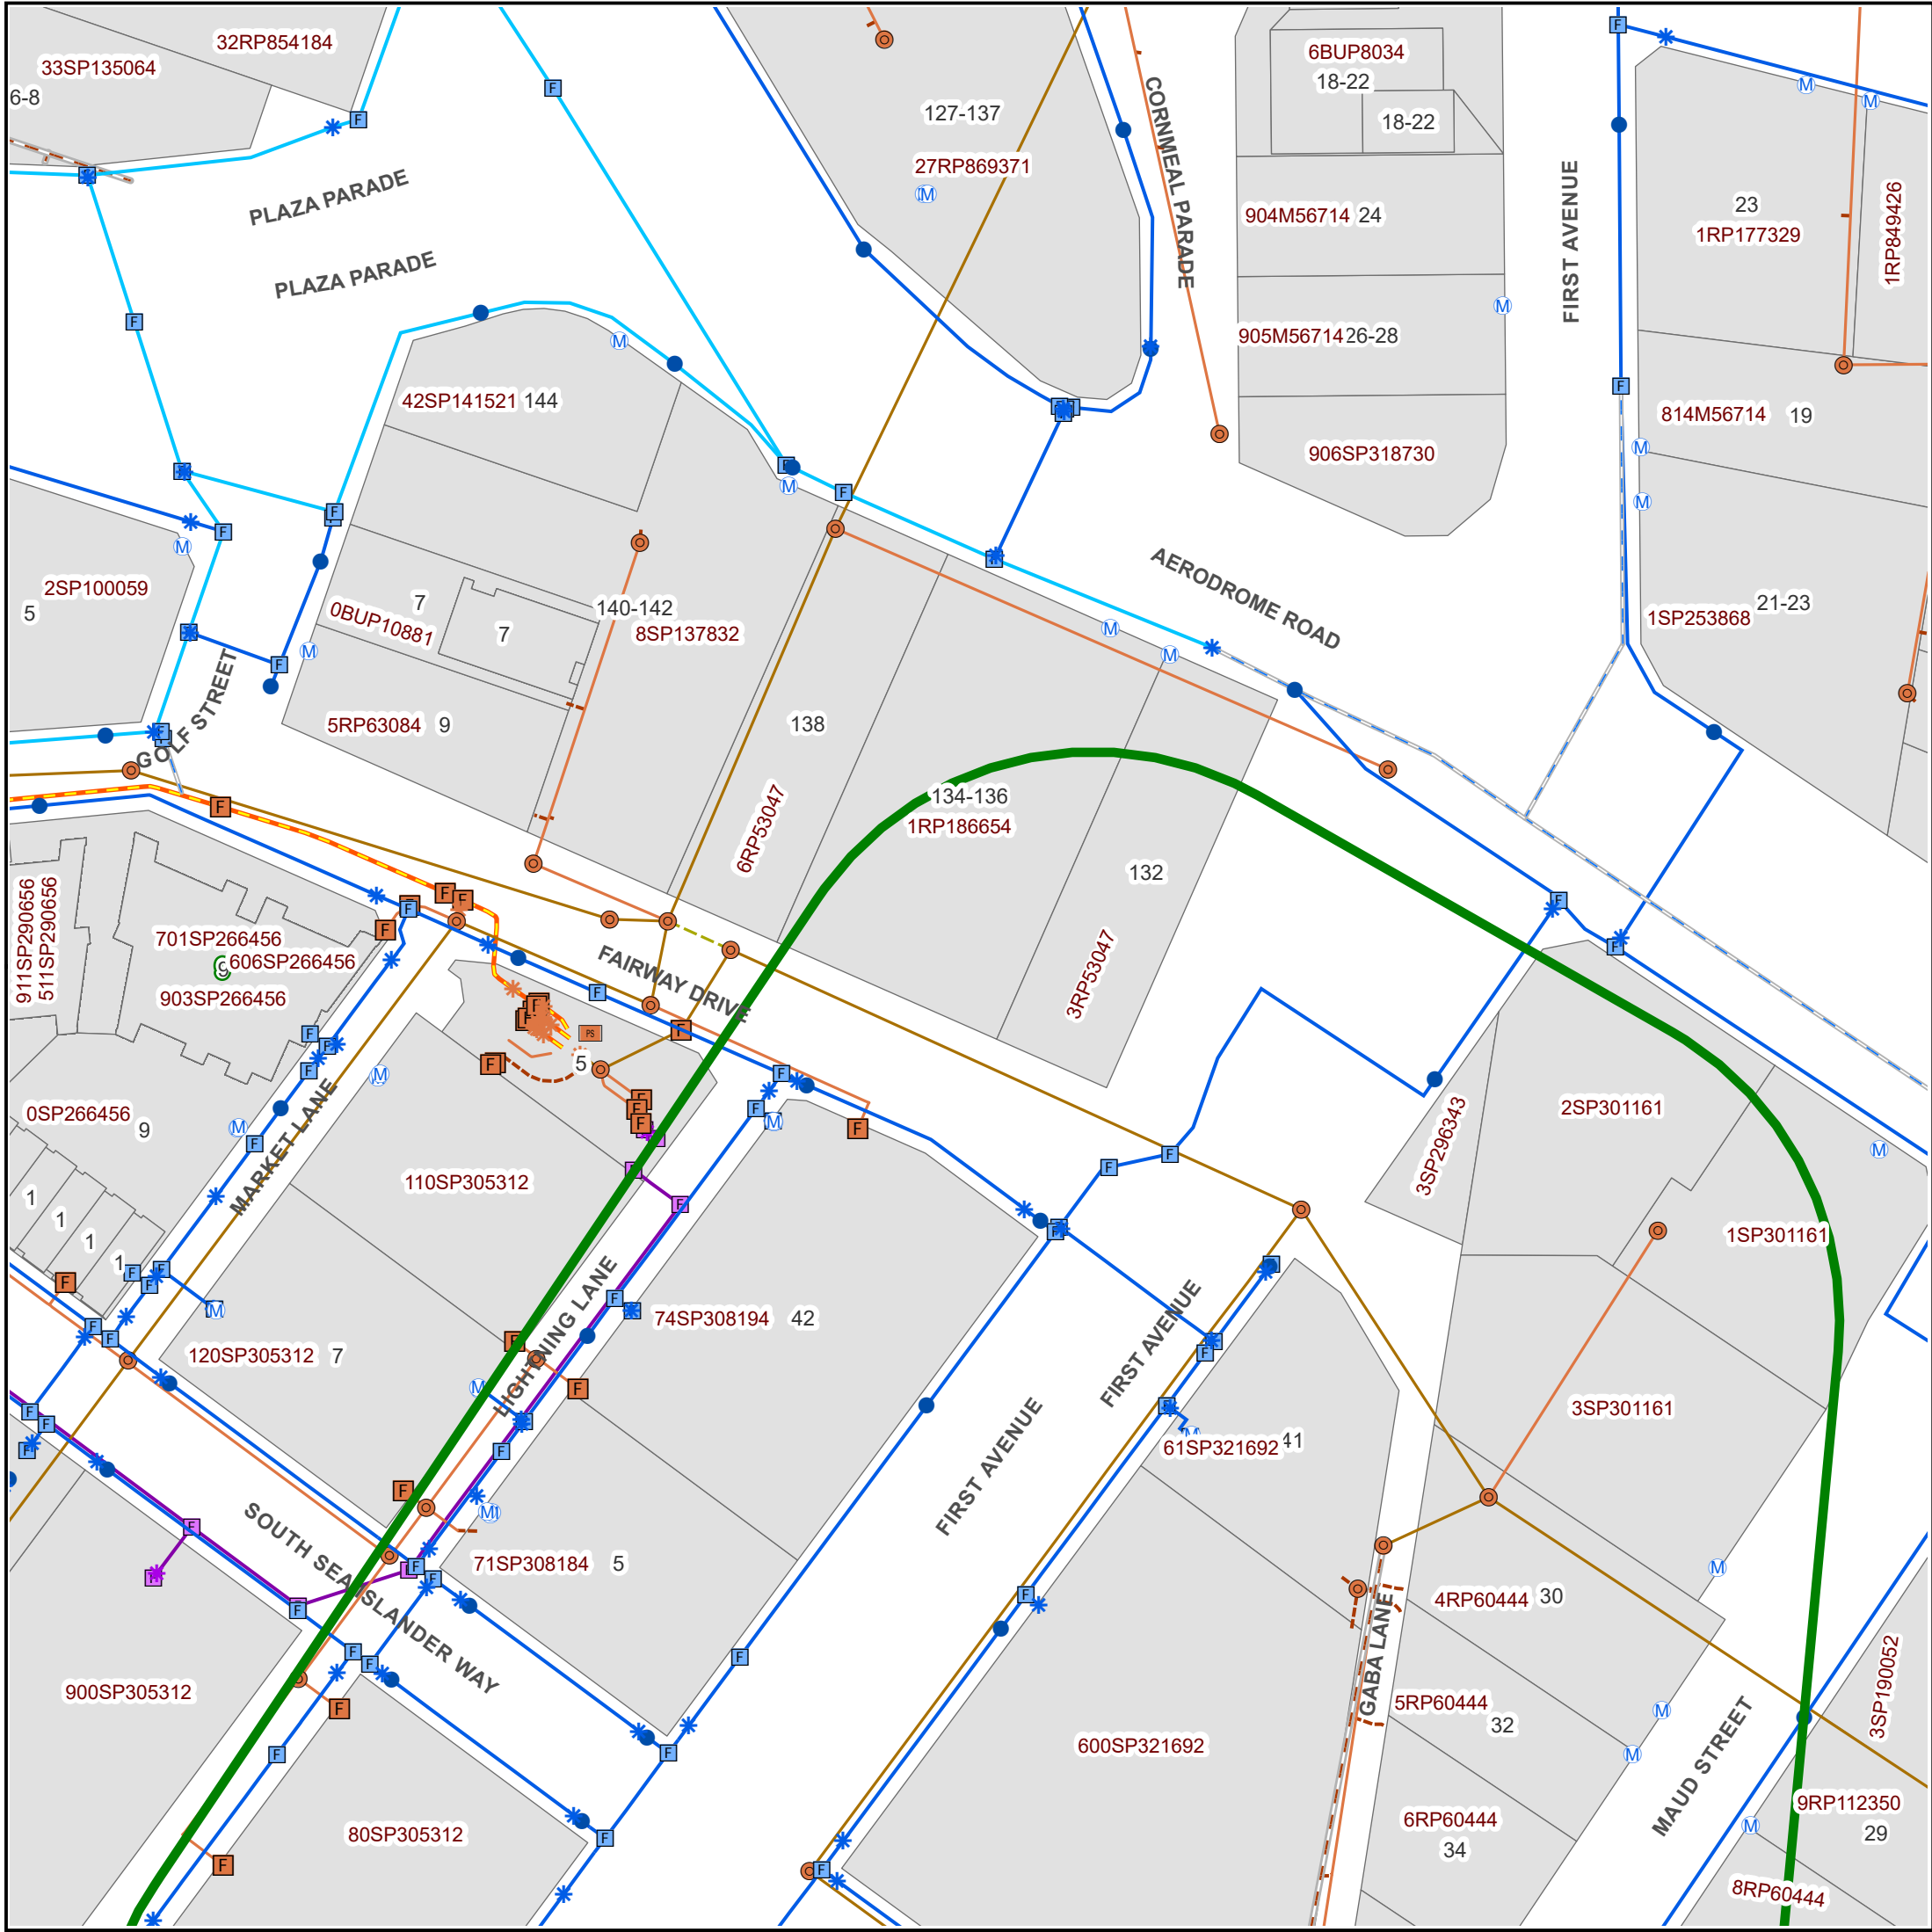 32RP854184
33SP135064
6-8
PLAZA PARADE
PLAZA PARADE
127-137
27RP869371
CORNMEAL PARADE
6BUP8034
18-22
18-22
904M56714 24
905M56714 26-28
906SP318730
FIRST AVENUE
23
1RP177329
1RP849426
814M56714 19
1SP253868 21-23
42SP141521 144
2SP100059
5
7
0BUP10881
7
140-142
8SP137832
5RP63084 9
GOLF STREET
138
6RP53047
AERODROME ROAD
134-136
1RP186654
132
3RP53047
911SP290656
511SP290656
701SP266456
606SP266456
903SP266456
FAIRWAY DRIVE
PS
5
0SP266456
9
1
1
1
1
MARKET LANE
110SP305312
120SP305312 7
LIGHTNING LANE
74SP308194 42
71SP308184 5
SOUTH SEA ISLANDER WAY
900SP305312
80SP305312
FIRST AVENUE
FIRST AVENUE
61SP321692 41
600SP321692
3SP296343
2SP301161
1SP301161
3SP301161
4RP60444 30
GABA LANE
5RP60444
32
6RP60444
34
MAUD STREET
3SP190052
9RP112350
29
8RP60444